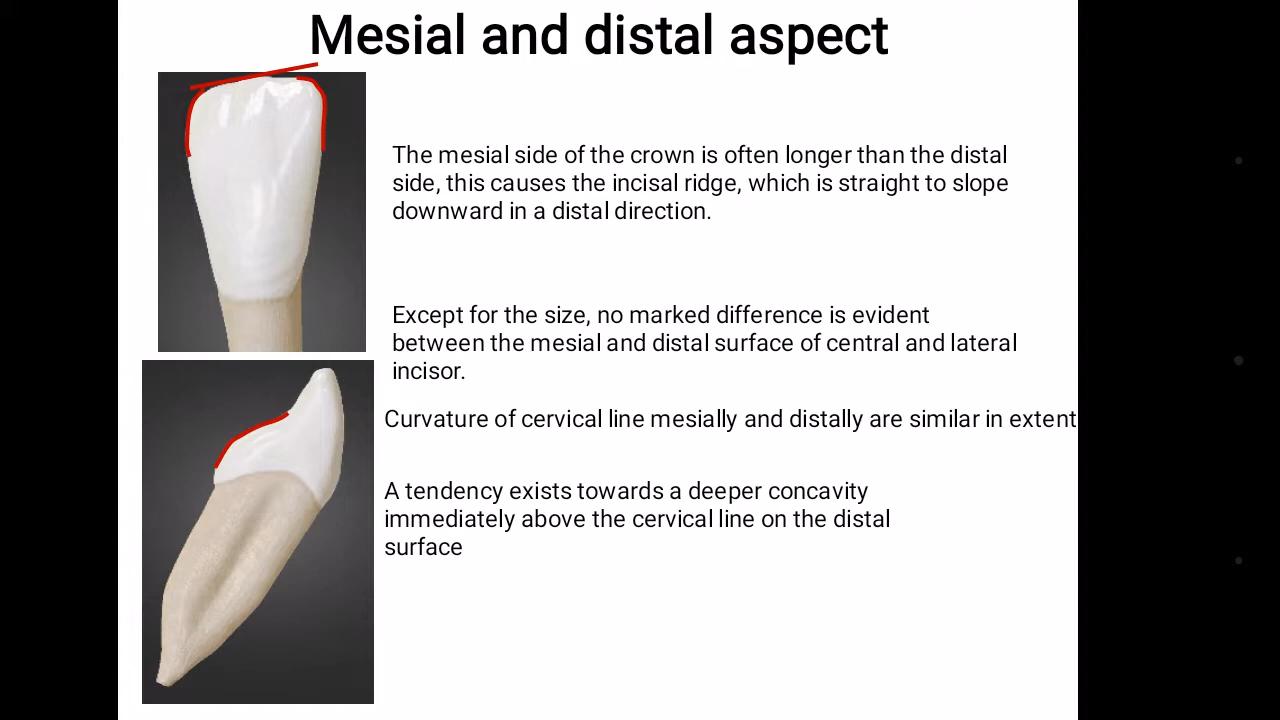 Mesial and distal aspect
The mesial side of the crown is often longer than the distal
side, this causes the incisal ridge, which is straight to slope
downward in a distal direction.
Except for the size, no marked difference is evident
between the mesial and distal surface of central and lateral
incisor.
Curvature of cervical line mesially and distally are similar in extent
A tendency exists towards a deeper concavity
immediately above the cervical line on the distal
surface